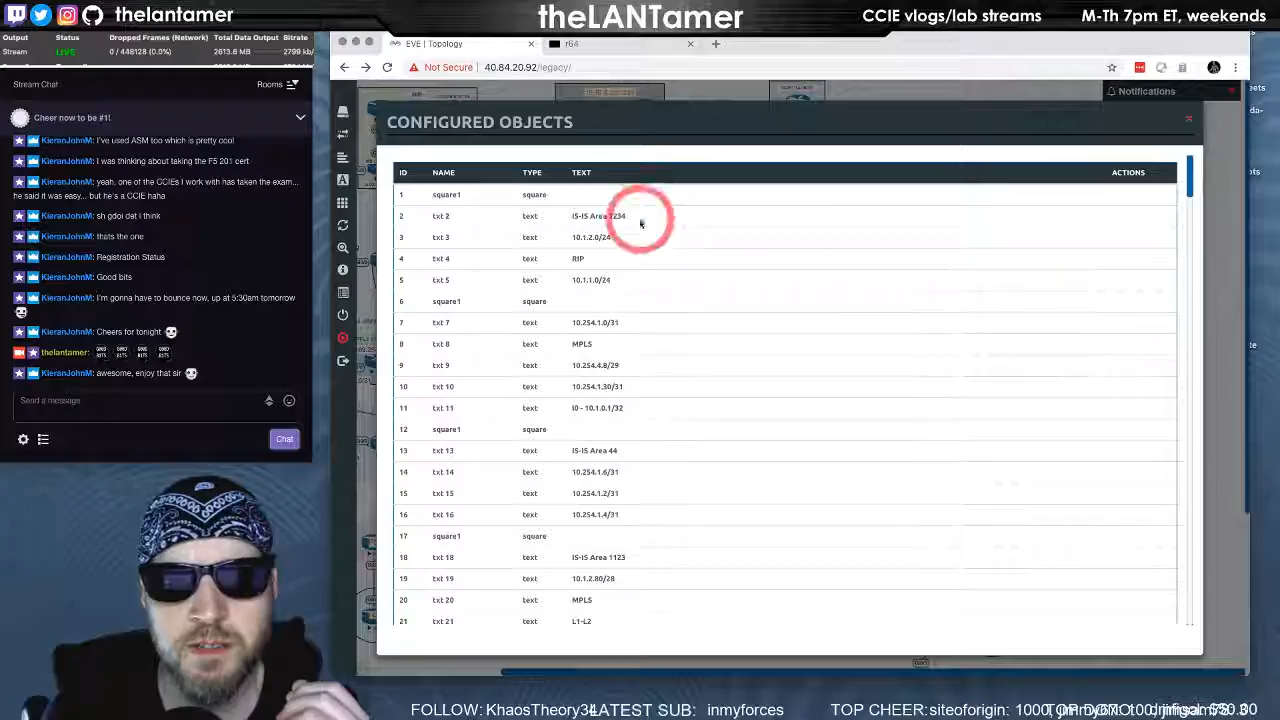 thelantamer
theLANTamer
CCIE vlogs/lab streams
M-Th 7pm ET, weekends
Output
Status
Dropped Frames (Network)
Total Data Output
Bitrate
Stream
LIVE
0 / 448128 (0.0%)
2613.6 MB
2799 kb/
EVE | Topology
r64
Not Secure
40.84.20.92/legacy/
Stream Chat
Rooms
Cheer now to be #1!
KieranJohnM: I've used ASM too which is pretty cool
KieranJohnM: I was thinking about taking the F5 201 cert
KieranJohnM: yeah, one of the CCIEs I work with has taken the exam...
he said it was easy... but he's a CCIE haha
KieranJohnM: sh gdoi det i think
KieranJohnM: thats the one
KieranJohnM: Registration Status
KieranJohnM: Good bits
KieranJohnM: I'm gonna have to bounce now, up at 5:30am tomorrow
KieranJohnM: Cheers for tonight
thelantamer:
KieranJohnM: awesome, enjoy that sir
Send a message
Chat
Notifications
CONFIGURED OBJECTS
ID NAME TYPE TEXT ACTIONS
1 square1 square
2 txt 2 text IS-IS Area 1234
3 txt 3 text 10.1.2.0/24
4 txt 4 text RIP
5 txt 5 text 10.1.1.0/24
6 square1 square
7 txt 7 text 10.254.1.0/31
8 txt 8 text MPLS
9 txt 9 text 10.254.4.8/29
10 txt 10 text 10.254.1.30/31
11 txt 11 text l0 - 10.1.0.1/32
12 square1 square
13 txt 13 text IS-IS Area 44
14 txt 14 text 10.254.1.6/31
15 txt 15 text 10.254.1.2/31
16 txt 16 text 10.254.1.4/31
17 square1 square
18 txt 18 text IS-IS Area 1123
19 txt 19 text 10.1.2.80/28
20 txt 20 text MPLS
21 txt 21 text L1-L2
FOLLOW: KhaosTheory34
LATEST SUB: inmyforces
TOP CHEER: siteoforigin: 1000